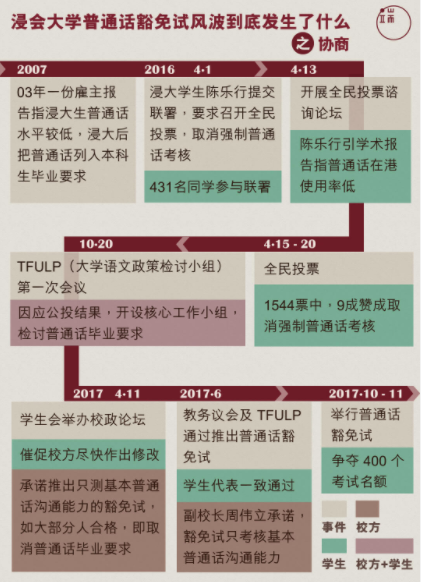 浸会大学普通话豁免试风波到底发生了什么
之 协商
2007
03年一份雇主报
告指浸大生普通话
水平较低，浸大后
把普通话列入本科
生毕业要求
2016 4·1
浸大学生陈乐行提交
联署，要求召开全民
投票，取消强制普通
话考核
431名同学参与联署
4·13
开展全民投票咨
询论坛
陈乐行引学术报
告指普通话在港
使用率低
4·15 - 20
全民投票
1544票中，9成赞成取
消强制普通话考核
10·20
TFULP（大学语文政策检讨小组）
第一次会议
因应公投结果，开设核心工作小组，
检讨普通话毕业要求
2017 4·11
学生会举办校政论坛
催促校方尽快作出修改
承诺推出只测基本普通
话沟通能力的豁免试，
如大部分人合格，即取
消普通话毕业要求
2017·6
教务议会及 TFULP
通过推出普通话豁
免试
学生代表一致通过
副校长周伟立承诺，
豁免试只考核基本
普通话沟通能力
2017·10 - 11
举行普通话
豁免试
争夺 400 个
考试名额
事件 校方
学生 校方+学生